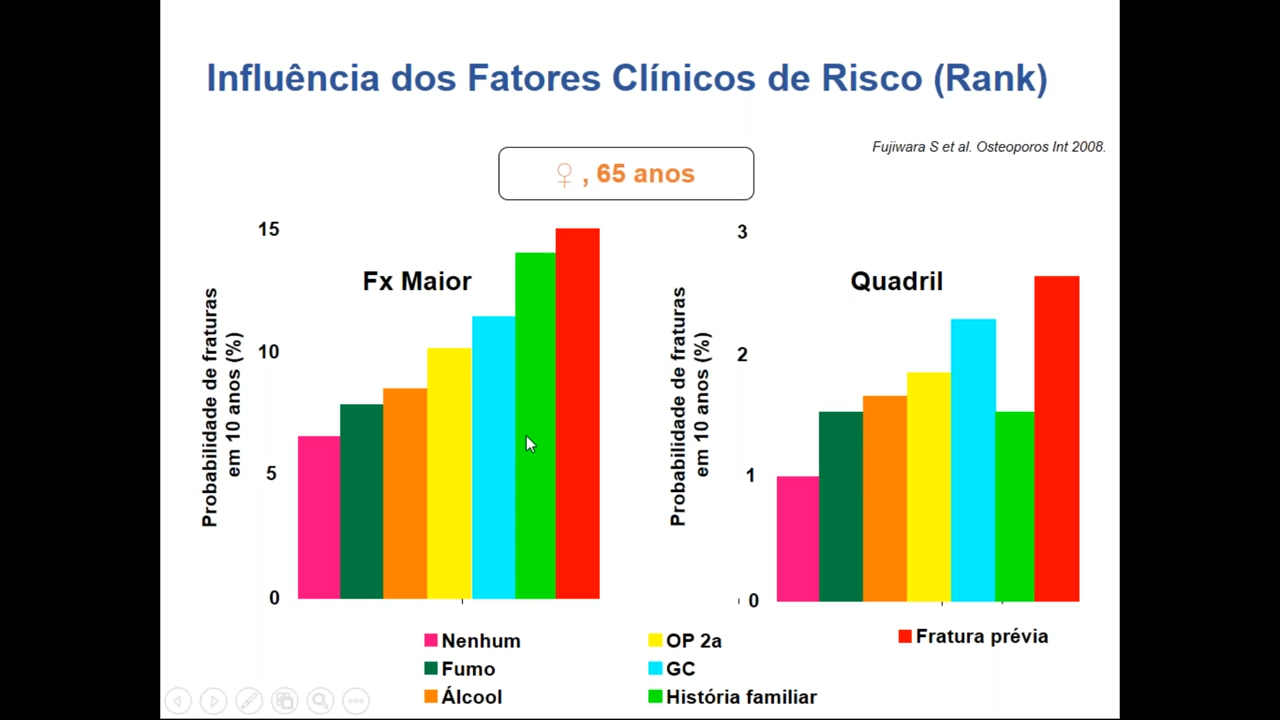 Influência dos Fatores Clínicos de Risco (Rank)
Fujiwara S et al. Osteoporos Int 2008.
♀ , 65 anos
Fx Maior
Probabilidade de fraturas
em 10 anos (%)
15
10
5
0
Quadril
Probabilidade de fraturas
em 10 anos (%)
3
2
1
0
Nenhum
Fumo
Álcool
OP 2a
GC
História familiar
Fratura prévia